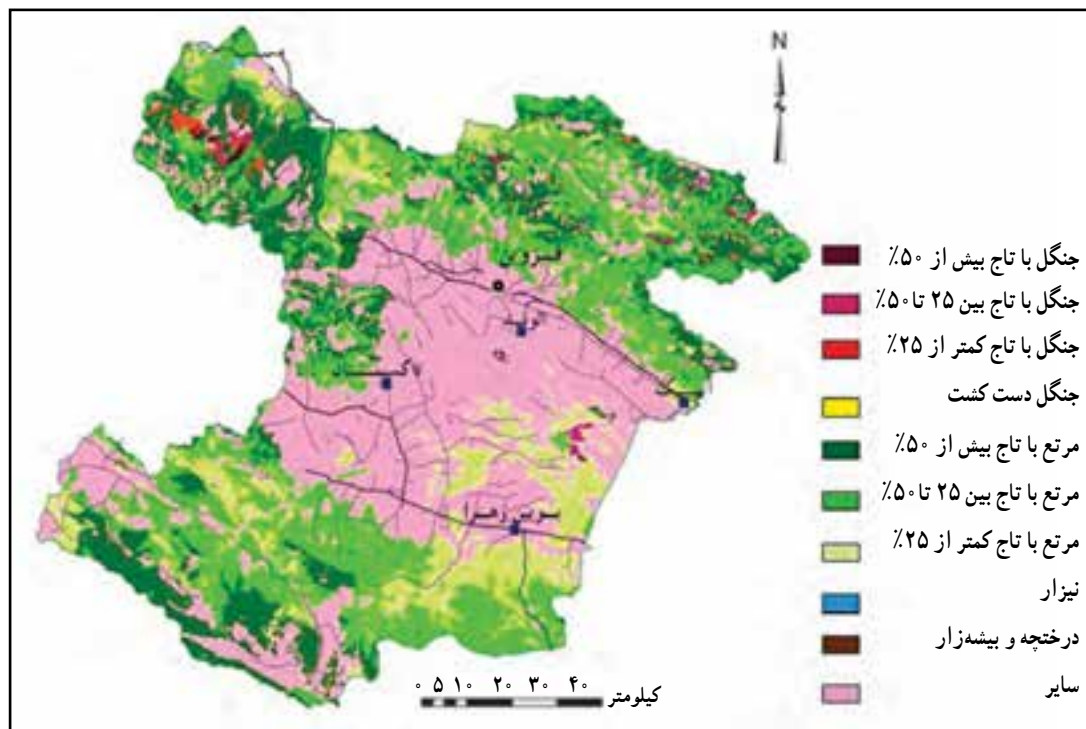 N
قزوین
بوئین زهرا
جنگل با تاج بیش از ۵۰٪
جنگل با تاج بین ۲۵ تا ۵۰٪
جنگل با تاج کمتر از ۲۵٪
جنگل دست کشت
مرتع با تاج بیش از ۵۰٪
مرتع با تاج بین ۲۵ تا ۵۰٪
مرتع با تاج کمتر از ۲۵٪
نیزار
درختچه و بیشه‌زار
سایر
۰ ۵ ۱۰ ۲۰ ۳۰ ۴۰
کیلومتر